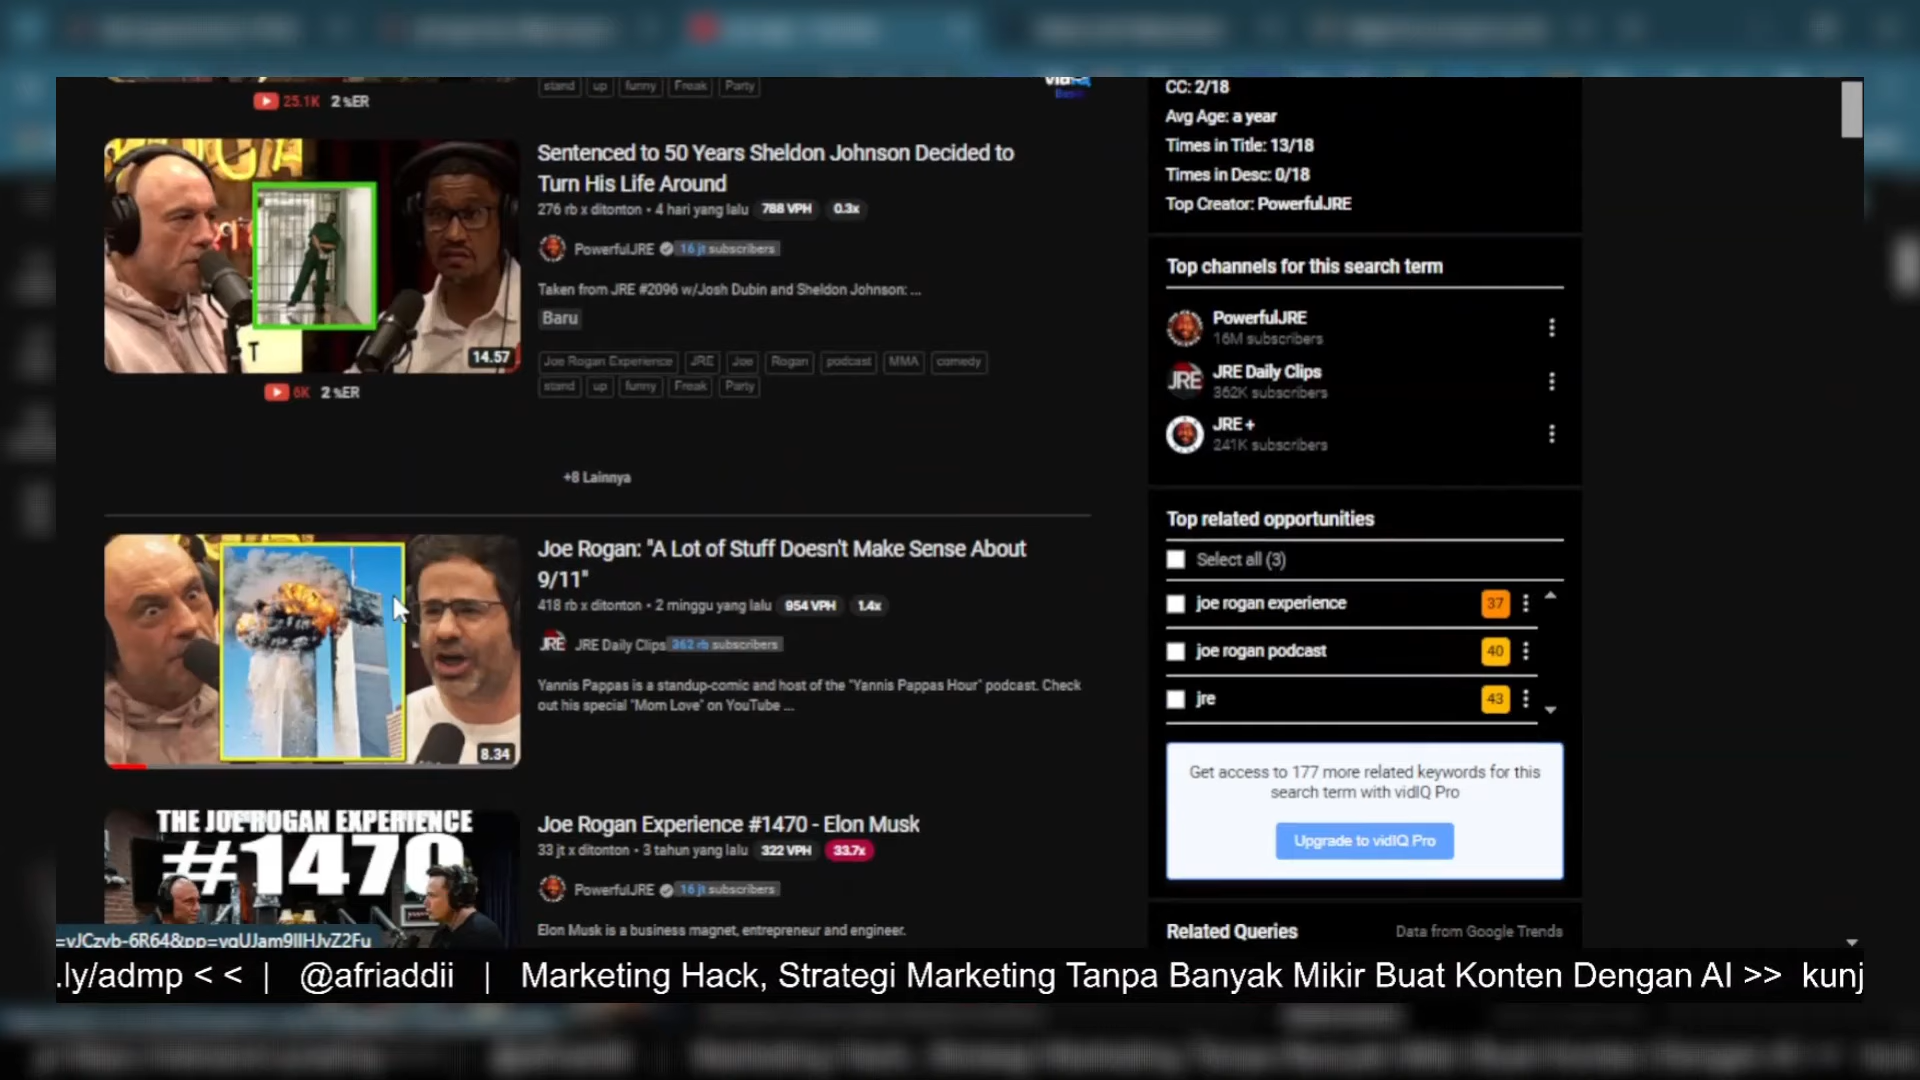 25.1K 2 %ER
stand up funny Freak Party
vidIQ
CC: 2/18
Avg Age: a year
Times in Title: 13/18
Times in Desc: 0/18
Top Creator: PowerfulJRE
Sentenced to 50 Years Sheldon Johnson Decided to
Turn His Life Around
276 rb x ditonton • 4 hari yang lalu 788 VPH 0.3x
PowerfulJRE 16 jt subscribers
Taken from JRE #2096 w/Josh Dubin and Sheldon Johnson: ...
Baru
T
14.57
Joe Rogan Experience JRE Joe Rogan podcast MMA comedy
stand up funny Freak Party
6K 2 %ER
+8 Lainnya
Top channels for this search term
PowerfulJRE
16M subscribers
JRE
JRE Daily Clips
362K subscribers
JRE +
241K subscribers
Joe Rogan: "A Lot of Stuff Doesn't Make Sense About
9/11"
418 rb x ditonton • 2 minggu yang lalu 954 VPH 1.4x
JRE JRE Daily Clips 362 rb subscribers
Yannis Pappas is a standup-comic and host of the "Yannis Pappas Hour" podcast. Check
out his special "Mom Love" on YouTube ...
8.34
Top related opportunities
Select all (3)
joe rogan experience 37
joe rogan podcast 40
jre 43
Get access to 177 more related keywords for this
search term with vidIQ Pro
Upgrade to vidIQ Pro
THE JOE ROGAN EXPERIENCE
#1470
Joe Rogan Experience #1470 - Elon Musk
33 jt x ditonton • 3 tahun yang lalu 322 VPH 33.7x
PowerfulJRE 16 jt subscribers
Elon Musk is a business magnet, entrepreneur and engineer.
Related Queries Data from Google Trends
.ly/admp < < | @afriaddii | Marketing Hack, Strategi Marketing Tanpa Banyak Mikir Buat Konten Dengan AI >> kunj